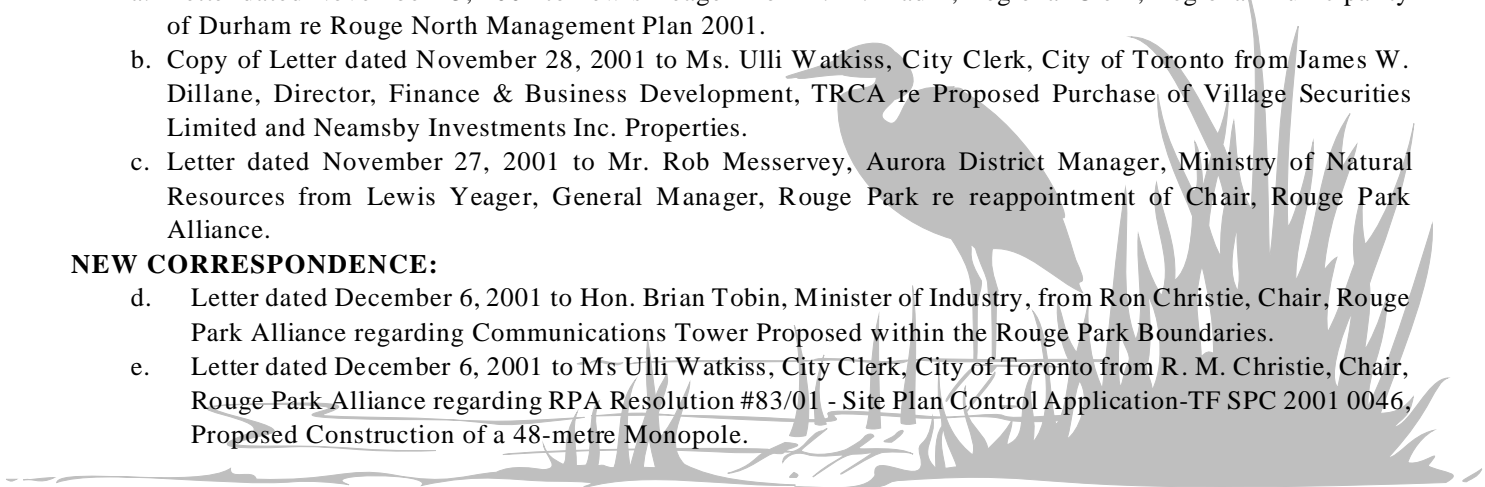 of Durham re Rouge North Management Plan 2001.
b. Copy of Letter dated November 28, 2001 to Ms. Ulli Watkiss, City Clerk, City of Toronto from James W.
Dillane, Director, Finance & Business Development, TRCA re Proposed Purchase of Village Securities
Limited and Neamsby Investments Inc. Properties.
c. Letter dated November 27, 2001 to Mr. Rob Messervey, Aurora District Manager, Ministry of Natural
Resources from Lewis Yeager, General Manager, Rouge Park re reappointment of Chair, Rouge Park
Alliance.
NEW CORRESPONDENCE:
d. Letter dated December 6, 2001 to Hon. Brian Tobin, Minister of Industry, from Ron Christie, Chair, Rouge
Park Alliance regarding Communications Tower Proposed within the Rouge Park Boundaries.
e. Letter dated December 6, 2001 to Ms Ulli Watkiss, City Clerk, City of Toronto from R. M. Christie, Chair,
Rouge Park Alliance regarding RPA Resolution #83/01 - Site Plan Control Application-TF SPC 2001 0046,
Proposed Construction of a 48-metre Monopole.